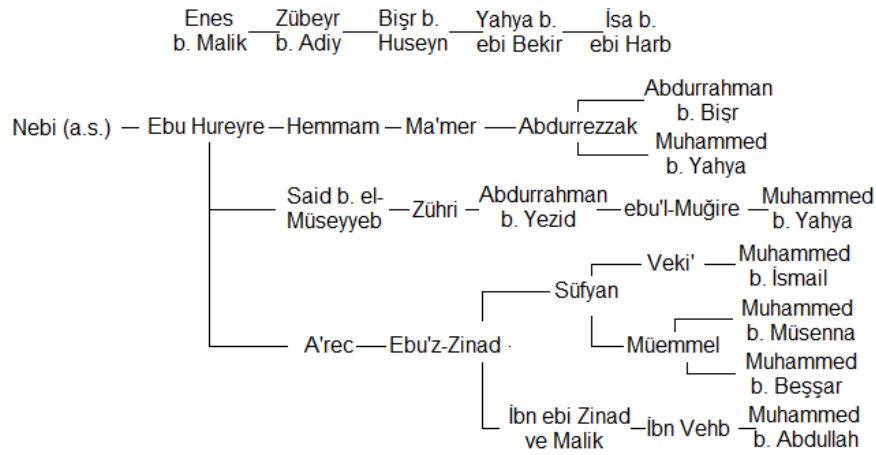 Enes b. Malik — Zübeyr b. Adiy — Bişr b. Huseyn — Yahya b. ebi Bekir — İsa b. ebi Harb
Abdurrahman b. Bişr
Nebi (a.s.) — Ebu Hureyre — Hemmam — Ma'mer — Abdurrezzak
Muhammed b. Yahya
Said b. el-Müseyyeb — Zühri — Abdurrahman b. Yezid — ebu'l-Muğire — Muhammed b. Yahya
Veki' — Muhammed b. İsmail
Süfyan
Muhammed b. Müsenna
A'rec — Ebu'z-Zinad
Müemmel
Muhammed b. Beşşar
İbn ebi Zinad ve Malik — İbn Vehb — Muhammed b. Abdullah